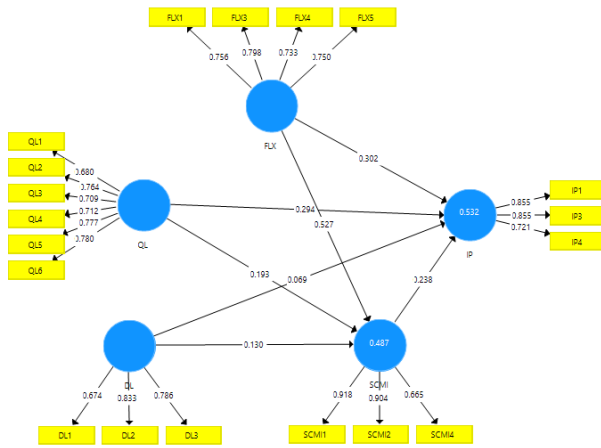 FLX1
FLX3
FLX4
FLX5
0.756
0.798
0.733
0.750
FLX
QL1
QL2
QL3
QL4
QL5
QL6
0.680
0.764
0.709
0.712
0.777
0.780
QL
0.302
0.294
0.527
0.069
0.193
0.130
0.238
0.532
IP
0.855
0.855
0.721
IP1
IP3
IP4
DL
0.674
0.833
0.786
DL1
DL2
DL3
0.487
SCMI
0.918
0.904
0.665
SCMI1
SCMI2
SCMI4